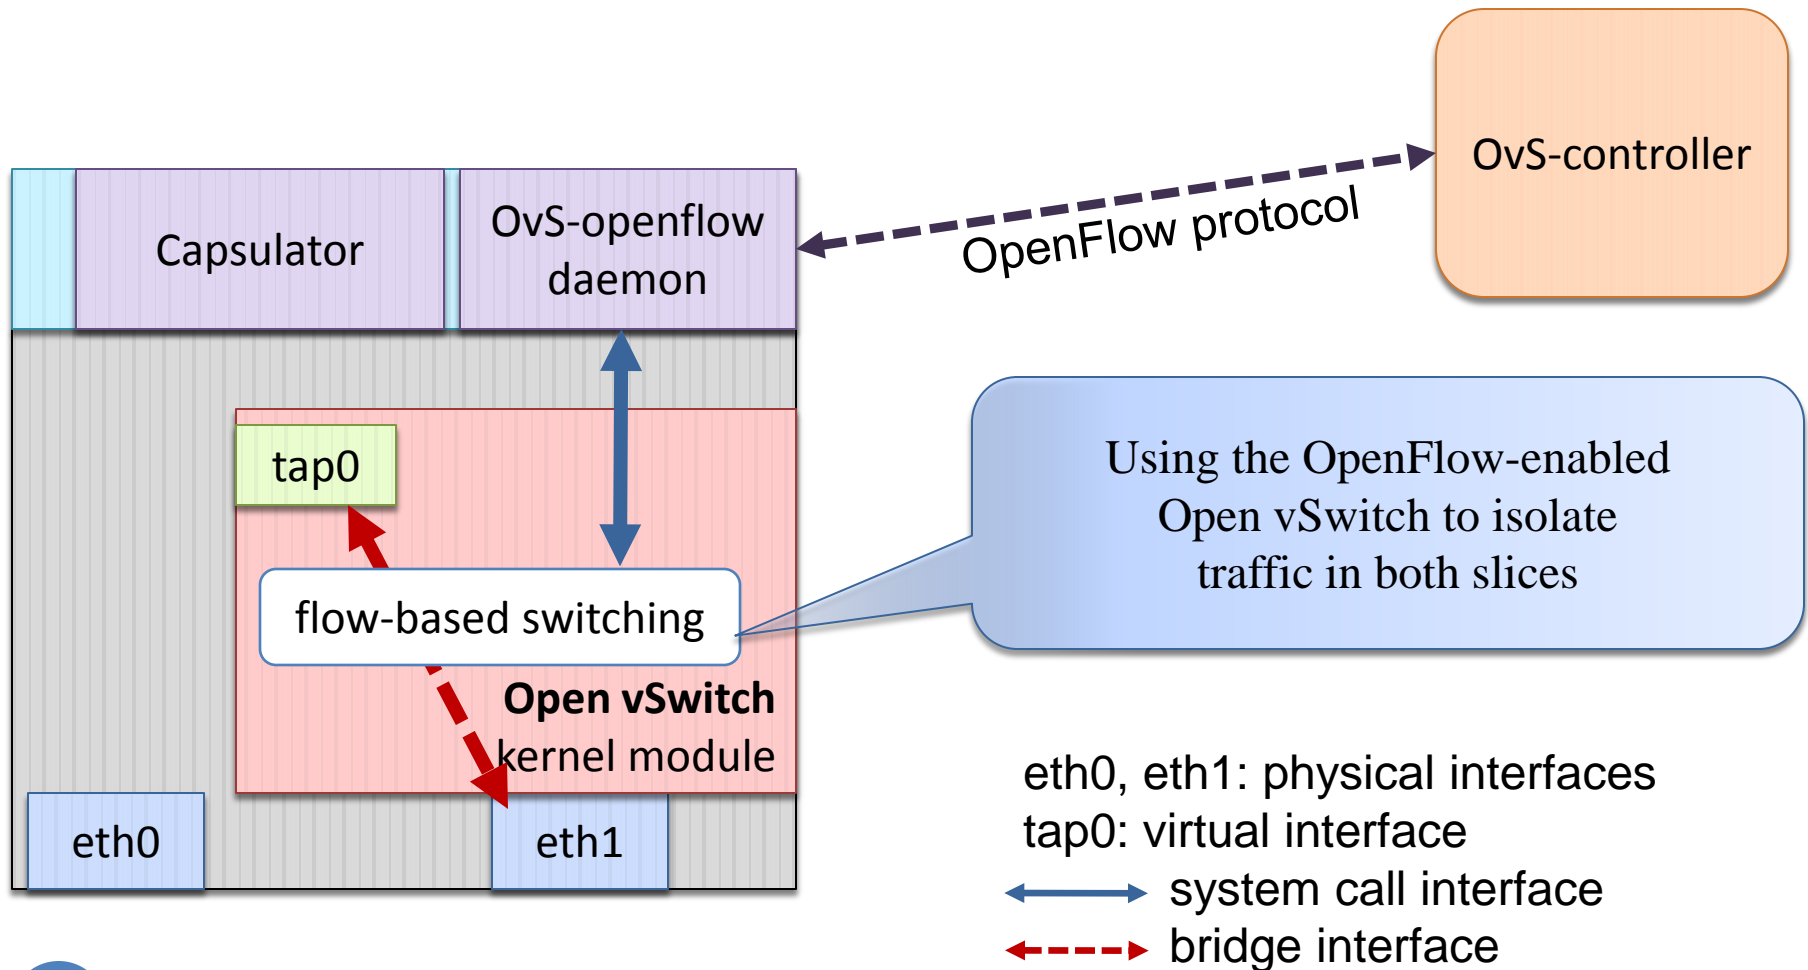 OvS-controller
OpenFlow protocol
Capsulator
OvS-openflow
daemon
tap0
flow-based switching
Open vSwitch
kernel module
eth0
eth1
Using the OpenFlow-enabled
Open vSwitch to isolate
traffic in both slices
eth0, eth1: physical interfaces
tap0: virtual interface
system call interface
bridge interface